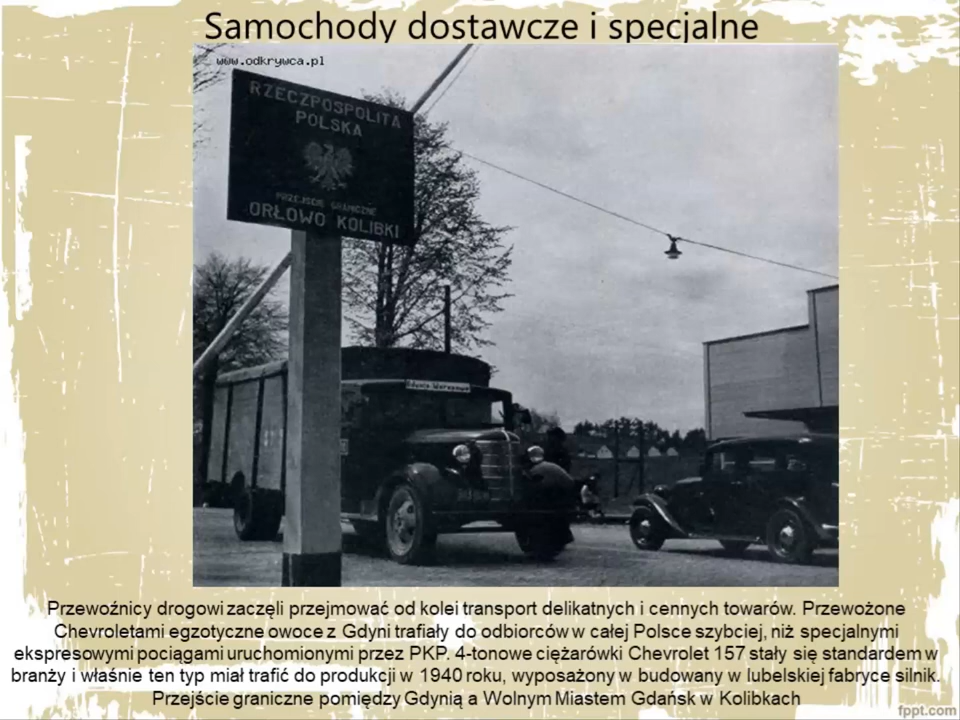 Samochody dostawcze i specjalne
www.odkrywca.pl
RZECZPOSPOLITA
POLSKA
PRZEJŚCIE GRANICZNE
ORŁOWO KOLIBKI
Gdynia-Warszawa
Przewoźnicy drogowi zaczęli przejmować od kolei transport delikatnych i cennych towarów. Przewożone
Chevroletami egzotyczne owoce z Gdyni trafiały do odbiorców w całej Polsce szybciej, niż specjalnymi
ekspresowymi pociągami uruchomionymi przez PKP. 4-tonowe ciężarówki Chevrolet 157 stały się standardem w
branży i właśnie ten typ miał trafić do produkcji w 1940 roku, wyposażony w budowany w lubelskiej fabryce silnik.
Przejście graniczne pomiędzy Gdynią a Wolnym Miastem Gdańsk w Kolibkach
fppt.com